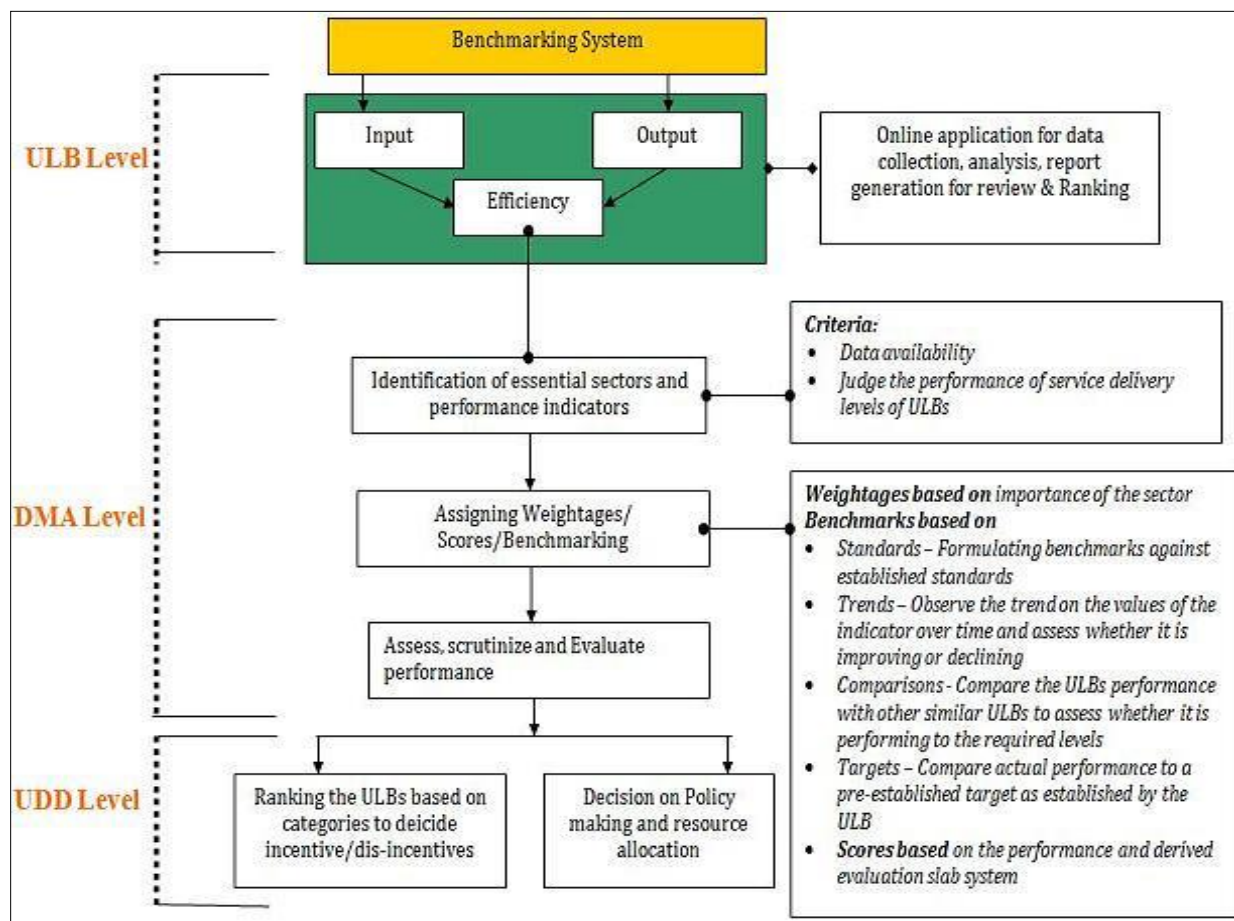 Benchmarking System
ULB Level
Input
Output
Efficiency
Online application for data
collection, analysis, report
generation for review & Ranking
DMA Level
Identification of essential sectors and
performance indicators
Criteria:
• Data availability
• Judge the performance of service delivery
levels of ULBs
Assigning Weightages/
Scores/Benchmarking
Weightages based on importance of the sector
Benchmarks based on
• Standards – Formulating benchmarks against
established standards
• Trends – Observe the trend on the values of the
indicator over time and assess whether it is
improving or declining
• Comparisons - Compare the ULBs performance
with other similar ULBs to assess whether it is
performing to the required levels
• Targets – Compare actual performance to a
pre-established target as established by the
ULB
• Scores based on the performance and derived
evaluation slab system
Assess, scrutinize and Evaluate
performance
UDD Level
Ranking the ULBs based on
categories to deicide
incentive/dis-incentives
Decision on Policy
making and resource
allocation